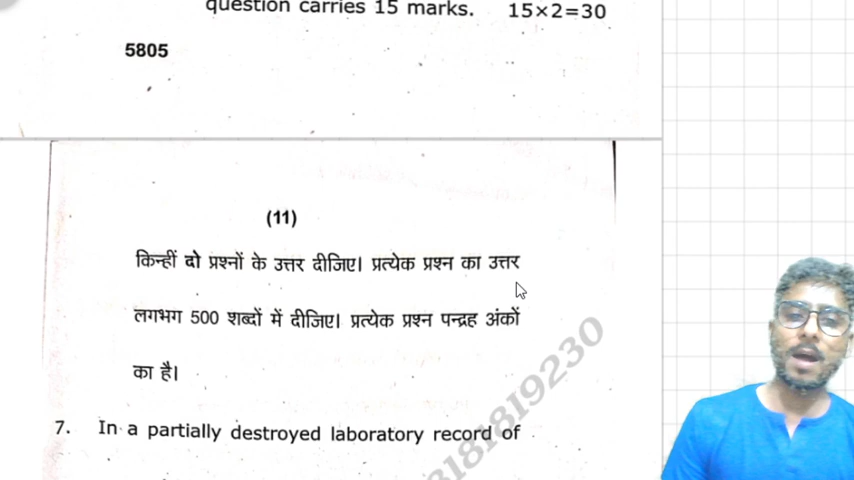 question carries 15 marks. 15×2=30
5805
(11)
किन्हीं दो प्रश्नों के उत्तर दीजिए। प्रत्येक प्रश्न का उत्तर
लगभग 500 शब्दों में दीजिए। प्रत्येक प्रश्न पन्द्रह अंकों
का है।
7. In a partially destroyed laboratory record of